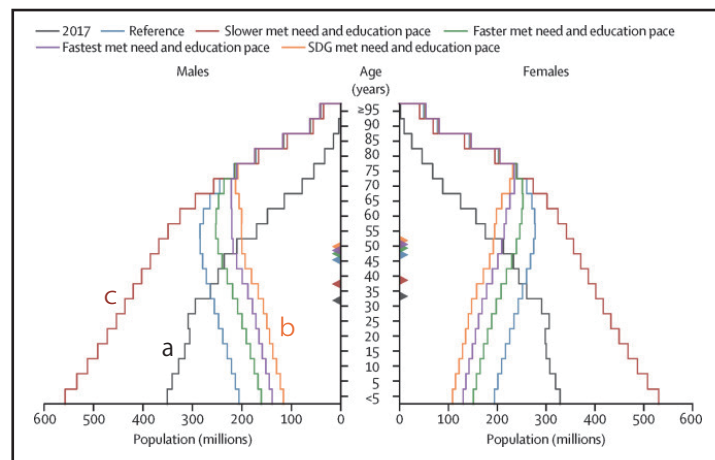 2017 Reference Slower met need and education pace Faster met need and education pace
Fastest met need and education pace SDG met need and education pace
Males Age Females
(years)
≥95
90
85
80
75
70
65
60
55
50
45
40
35
30
25
20
15
10
5
<5
c
a
b
600 500 400 300 200 100 0 0 100 200 300 400 500 600
Population (millions) Population (millions)